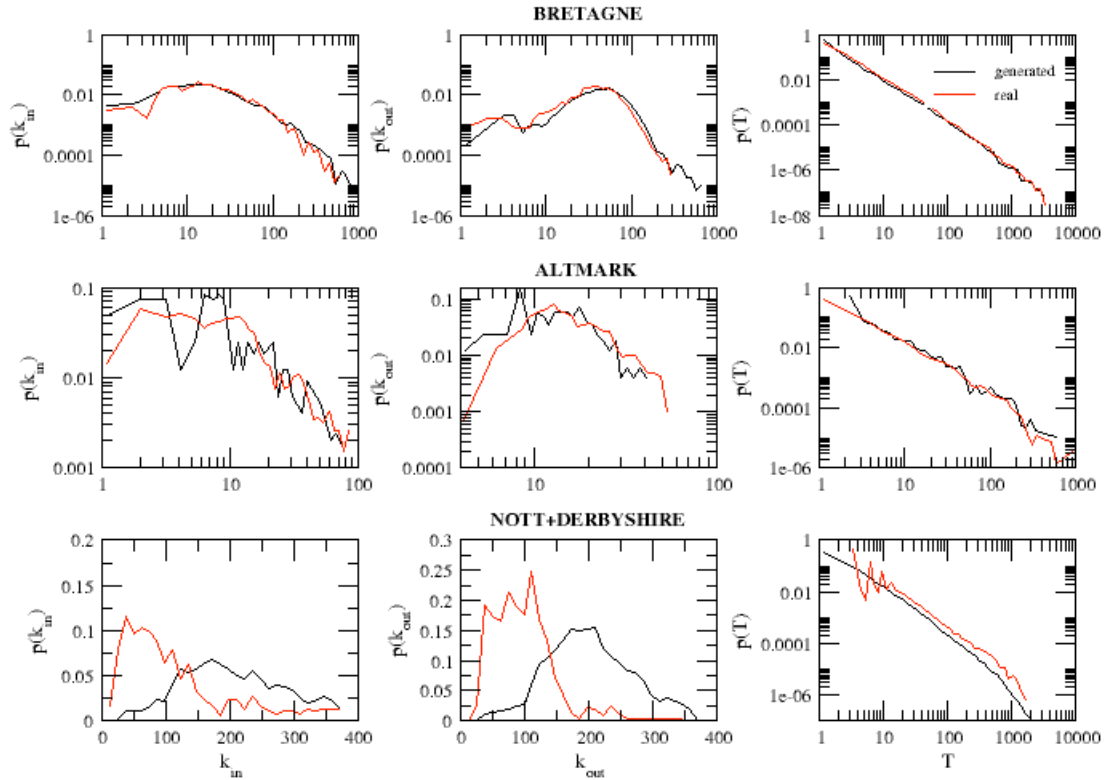 BRETAGNE
1
0.01
0.0001
1e-06
1 10 100 1000
p(k_in)
1
0.01
0.0001
1e-06
1 10 100 1000
p(k_out)
1
0.01
0.0001
1e-06
1e-08
1 10 100 1000 10000
p(T)
generated
real
ALTMARK
0.1
0.01
0.001
1 10 100
p(k_in)
0.1
0.01
0.001
0.0001
10 100
p(k_out)
1
0.01
0.0001
1e-06
1 10 100 1000
p(T)
NOTT+DERBYSHIRE
0.2
0.15
0.1
0.05
0
0 100 200 300 400
p(k_in)
k_in
0.3
0.25
0.2
0.15
0.1
0.05
0
0 100 200 300 400
p(k_out)
k_out
1
0.01
0.0001
1e-06
1 10 100 1000 10000
p(T)
T